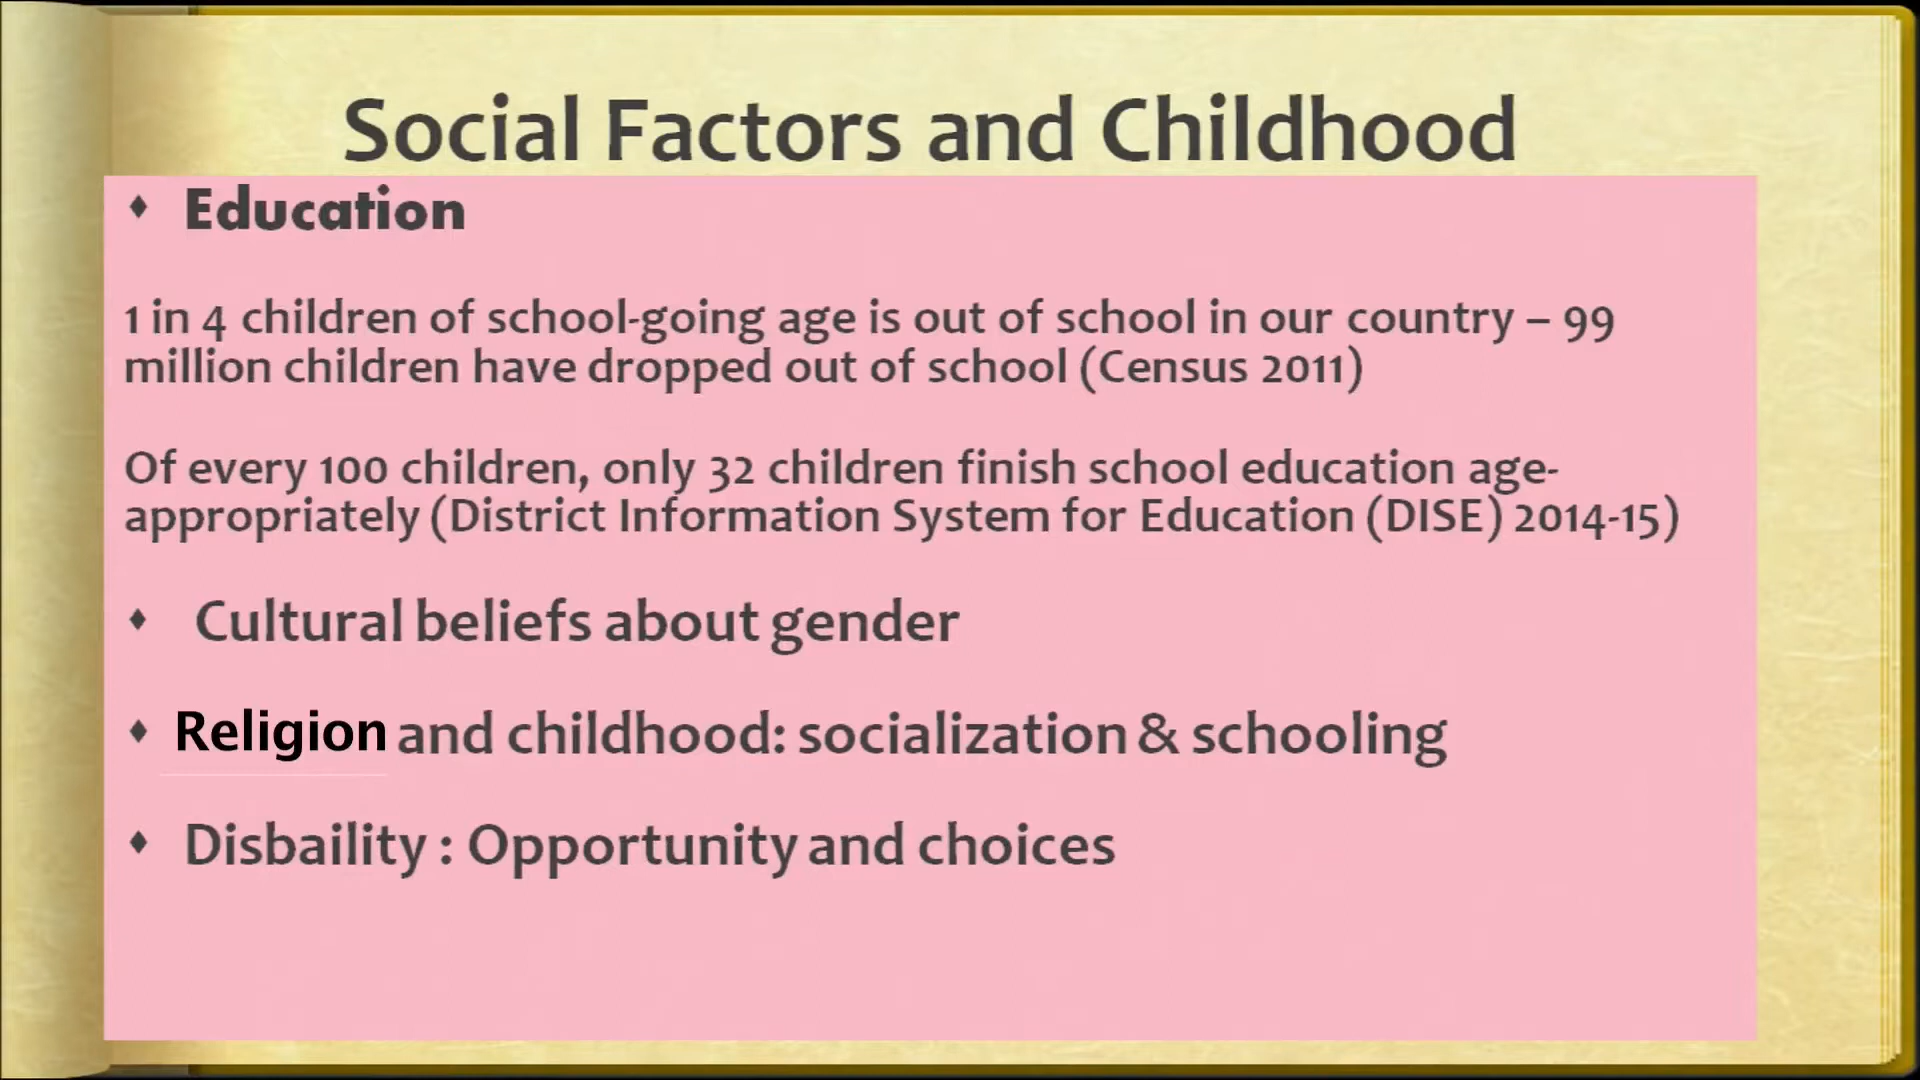 Social Factors and Childhood
♦ Education
1 in 4 children of school-going age is out of school in our country – 99
million children have dropped out of school (Census 2011)
Of every 100 children, only 32 children finish school education age-
appropriately (District Information System for Education (DISE) 2014-15)
♦ Cultural beliefs about gender
♦ Religion and childhood: socialization & schooling
♦ Disbaility : Opportunity and choices